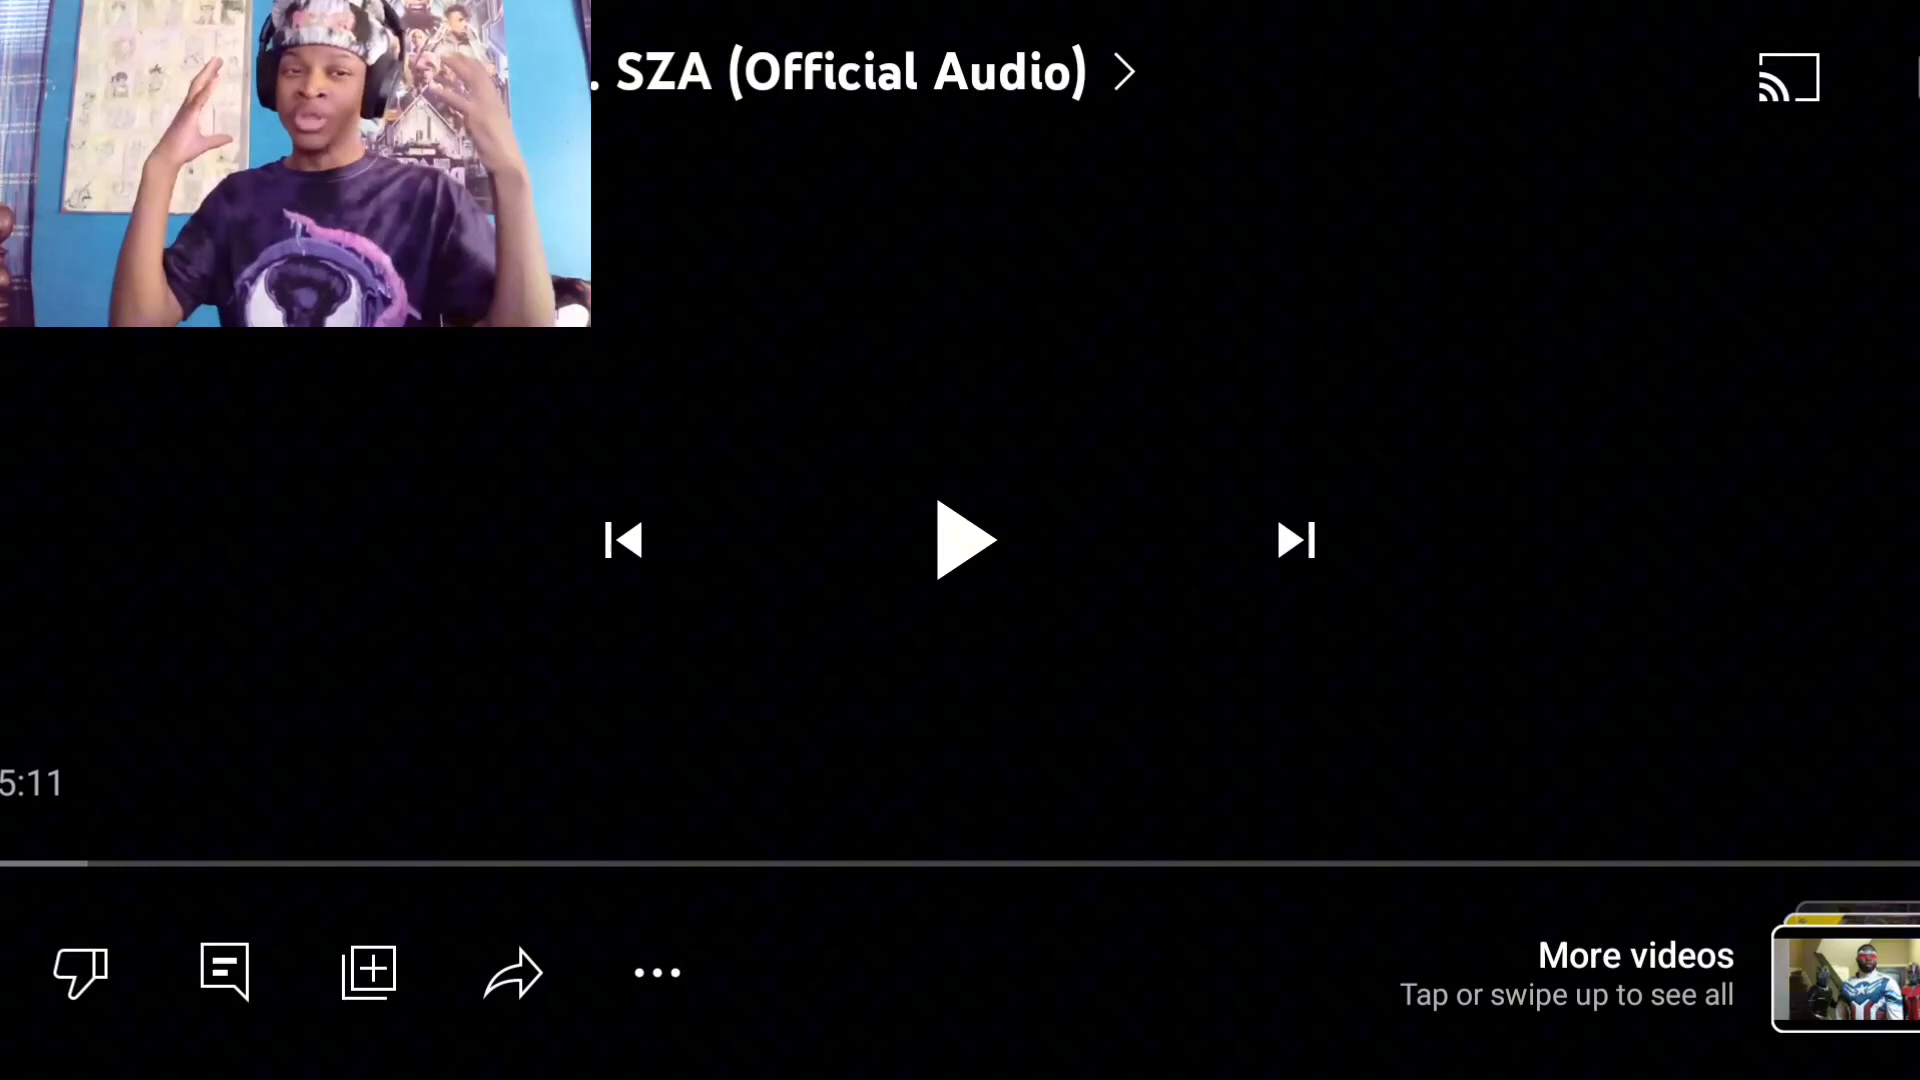 . SZA (Official Audio)
5:11
More videos
Tap or swipe up to see all